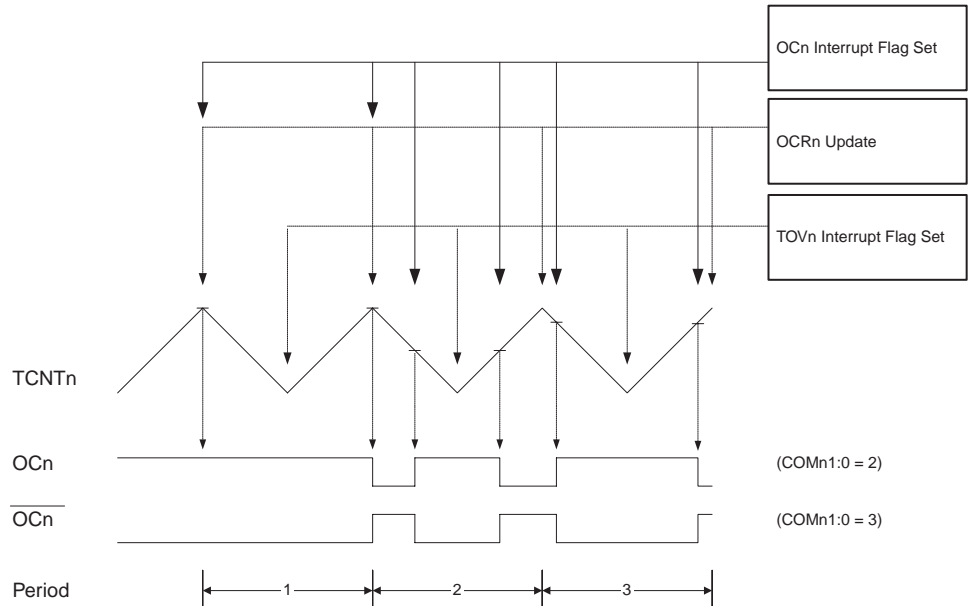 OCn Interrupt Flag Set
OCRn Update
TOVn Interrupt Flag Set
TCNTn
OCn
(COMn1:0 = 2)
OCn
(COMn1:0 = 3)
Period
1
2
3